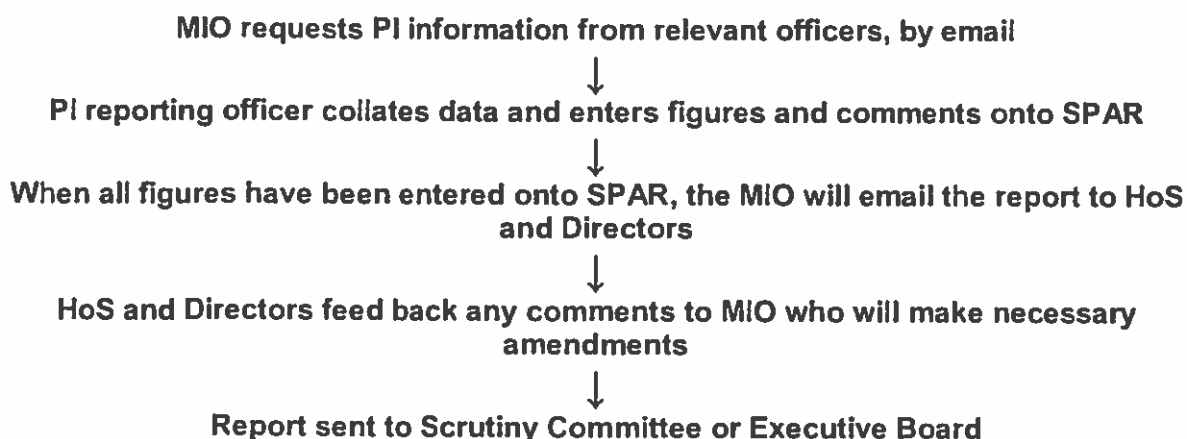 MIO requests PI information from relevant officers, by email
↓
PI reporting officer collates data and enters figures and comments onto SPAR
↓
When all figures have been entered onto SPAR, the MIO will email the report to HoS
and Directors
↓
HoS and Directors feed back any comments to MIO who will make necessary
amendments
↓
Report sent to Scrutiny Committee or Executive Board